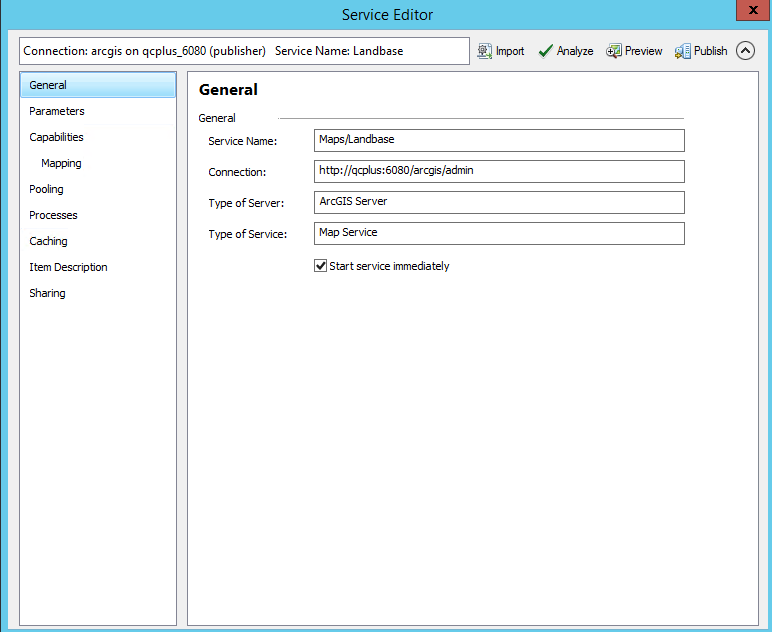 Service Editor
x
Connection: arcgis on qcplus_6080 (publisher) Service Name: Landbase
Import
Analyze
Preview
Publish
General
Parameters
Capabilities
Mapping
Pooling
Processes
Caching
Item Description
Sharing
General
General
Service Name: Maps/Landbase
Connection: http://qcplus:6080/arcgis/admin
Type of Server: ArcGIS Server
Type of Service: Map Service
Start service immediately